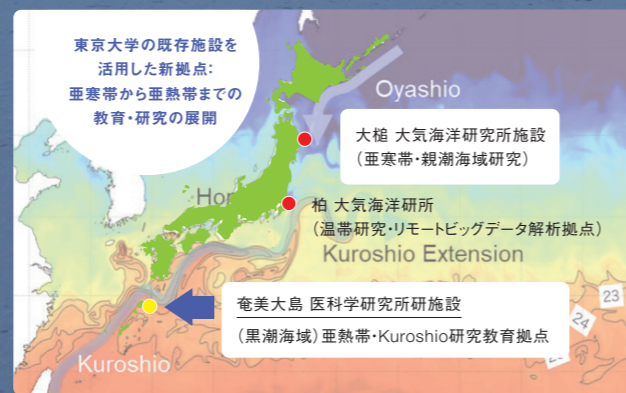 東京大学の既存施設を
活用した新拠点:
亜寒帯から亜熱帯までの
教育・研究の展開
Oyashio
大槌 大気海洋研究所施設
(亜寒帯・親潮海域研究)
Hor
柏 大気海洋研所
(温帯研究・リモートビッグデータ解析拠点)
Kuroshio Extension
奄美大島 医科学研究所研施設
(黒潮海域)亜熱帯・Kuroshio研究教育拠点
23
24
25
Kuroshio